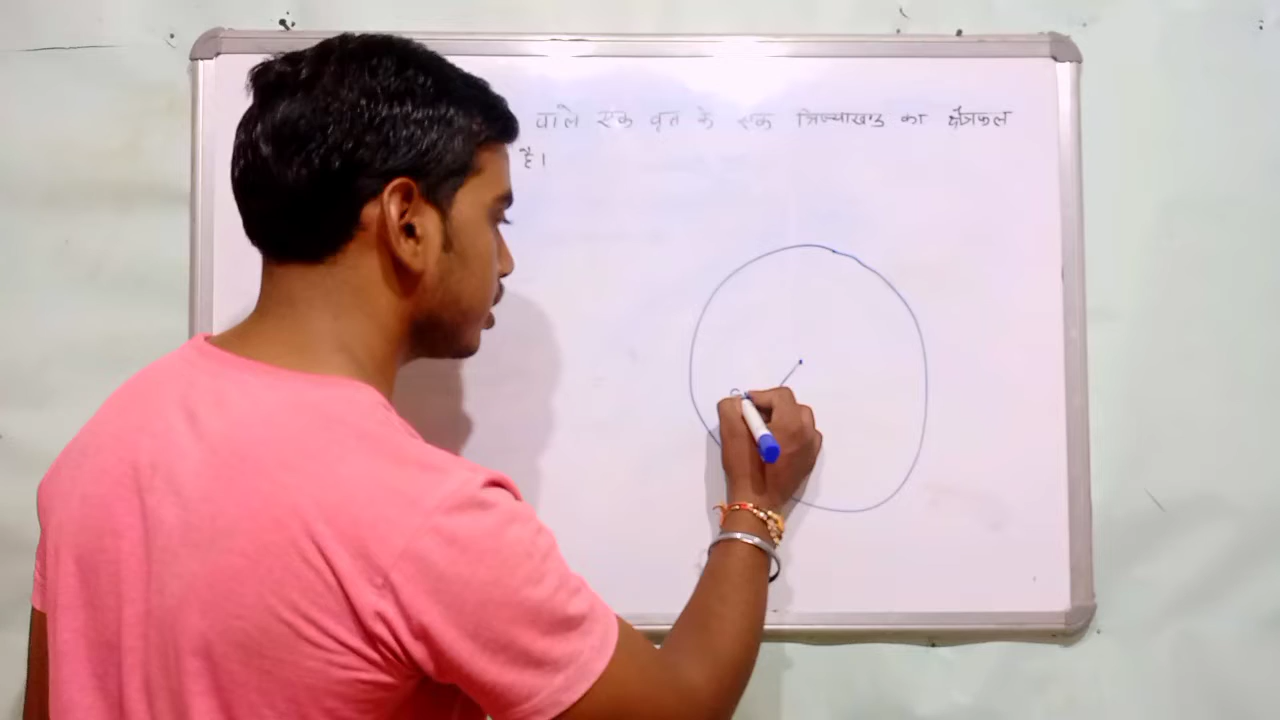 वाले एक वृत के एक त्रिज्याखण्ड का क्षेत्रफल
है।